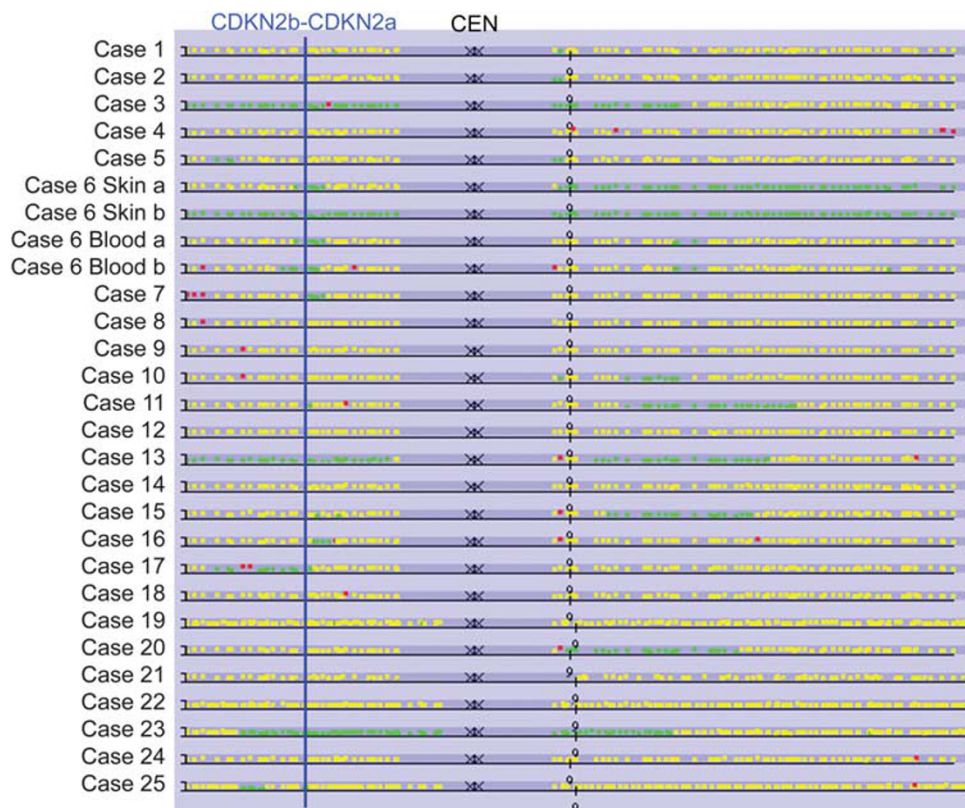 CDKN2b-CDKN2a CEN
Case 1
Case 2
Case 3
Case 4
Case 5
Case 6 Skin a
Case 6 Skin b
Case 6 Blood a
Case 6 Blood b
Case 7
Case 8
Case 9
Case 10
Case 11
Case 12
Case 13
Case 14
Case 15
Case 16
Case 17
Case 18
Case 19
Case 20
Case 21
Case 22
Case 23
Case 24
Case 25